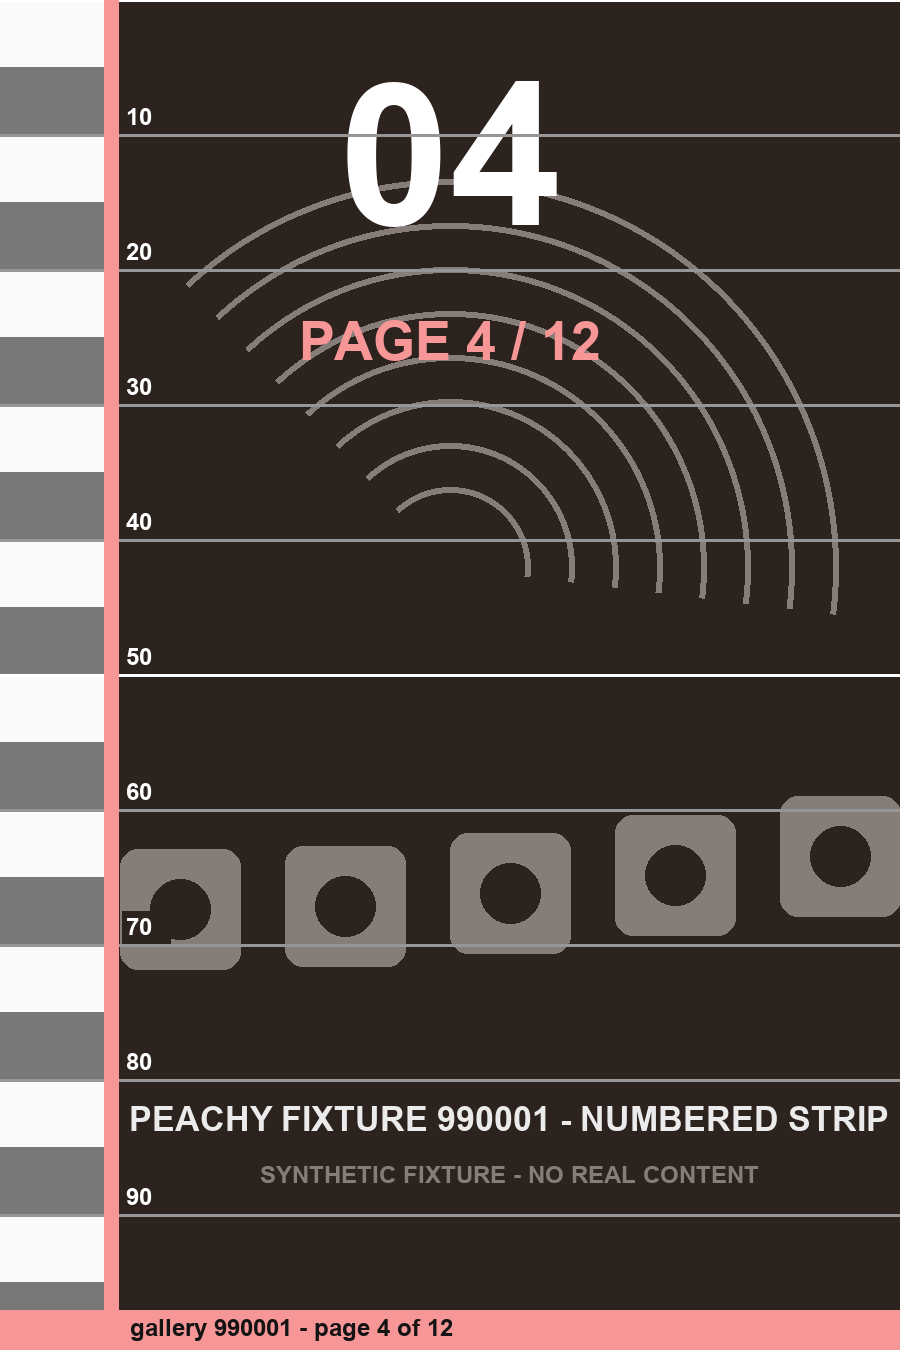 04
10
20
PAGE 4 / 12
30
40
50
60
70
80
PEACHY FIXTURE 990001 - NUMBERED STRIP
SYNTHETIC FIXTURE - NO REAL CONTENT
90
gallery 990001 - page 4 of 12